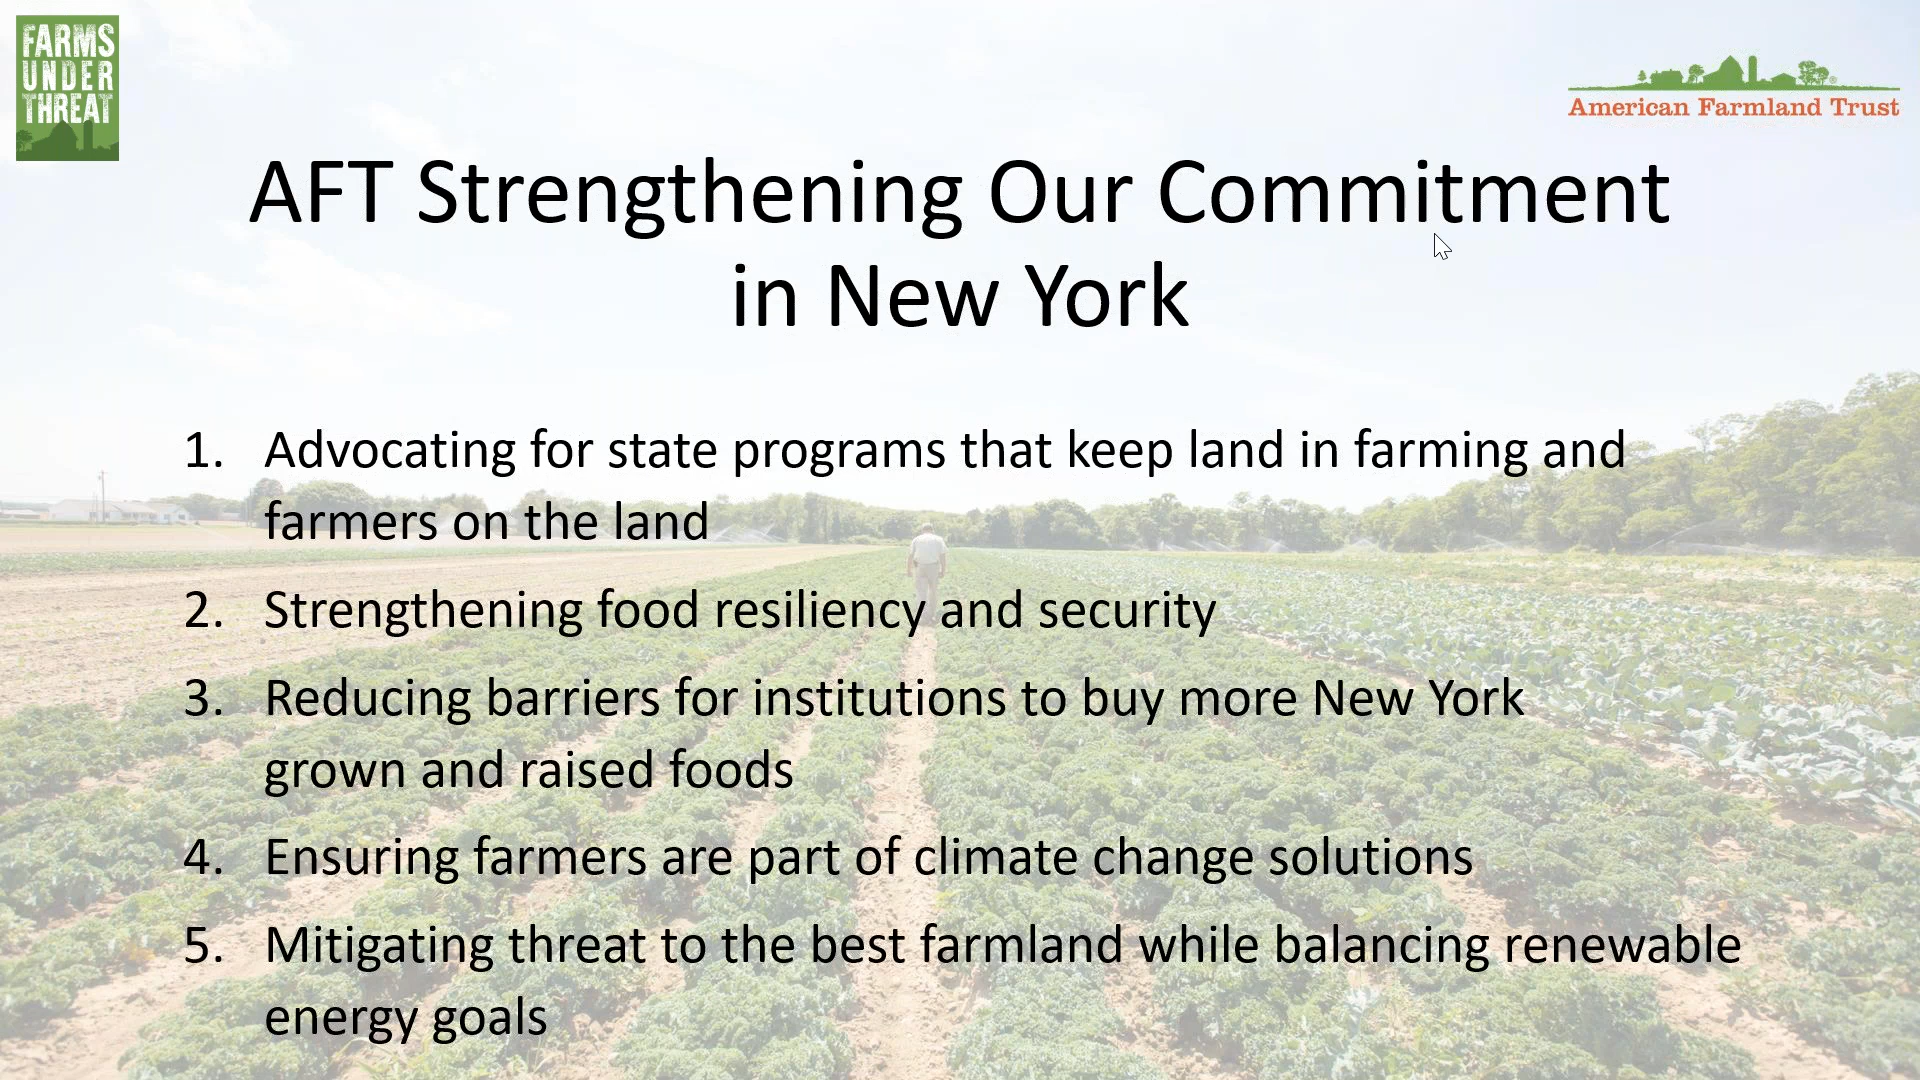 FARMS
UNDER
THREAT
American Farmland Trust
AFT Strengthening Our Commitment
in New York
1. Advocating for state programs that keep land in farming and
farmers on the land
2. Strengthening food resiliency and security
3. Reducing barriers for institutions to buy more New York
grown and raised foods
4. Ensuring farmers are part of climate change solutions
5. Mitigating threat to the best farmland while balancing renewable
energy goals